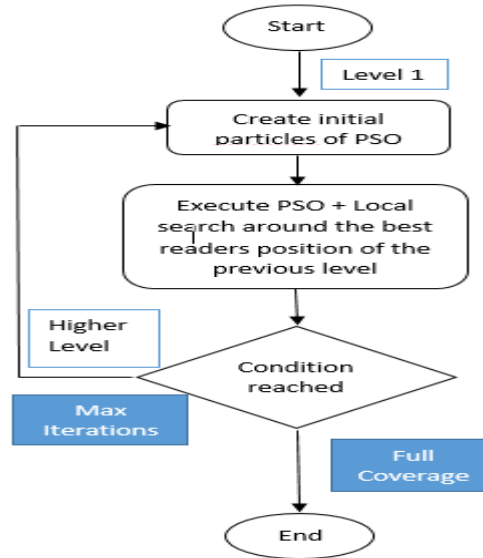 Start
Level 1
Create initial
particles of PSO
Execute PSO + Local
search around the best
readers position of the
previous level
Higher
Level
Condition
reached
Max
Iterations
Full
Coverage
End